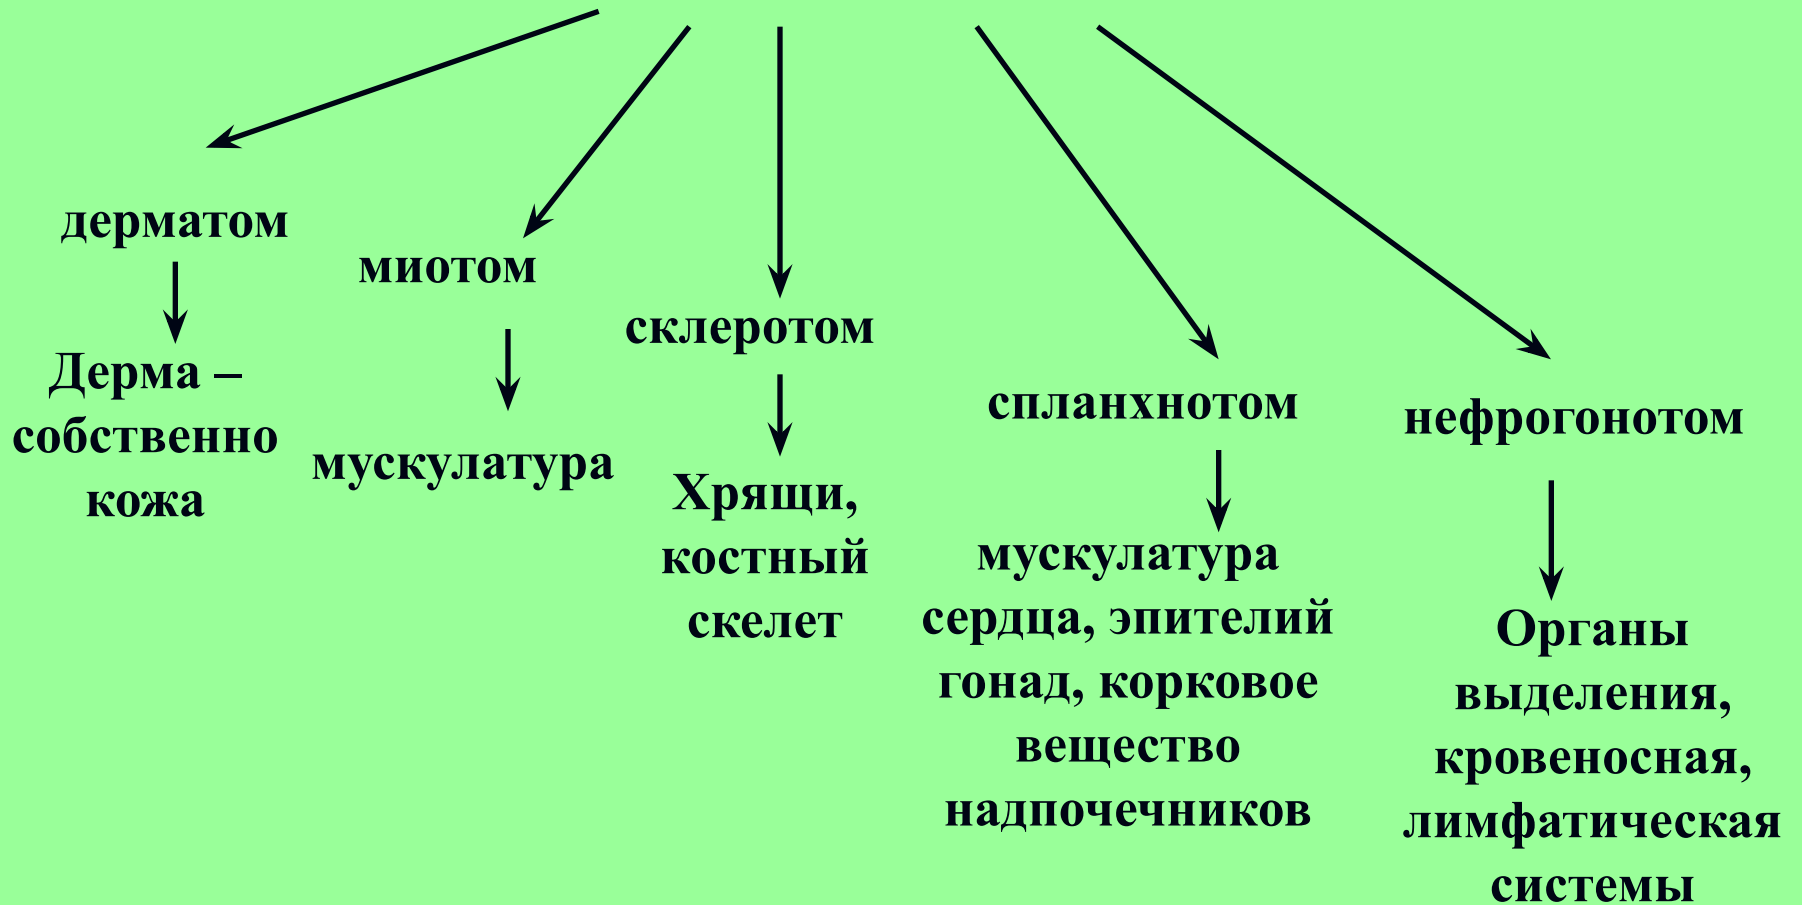 дерматом
Дерма –
собственно
кожа
миотом
мускулатура
склеротом
Хрящи,
костный
скелет
спланхнотом
мускулатура
сердца, эпителий
гонад, корковое
вещество
надпочечников
нефрогонотом
Органы
выделения,
кровеносная,
лимфатическая
системы